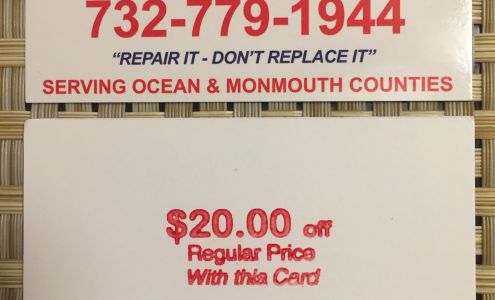 732-779-1944
"REPAIR IT - DON'T REPLACE IT"
SERVING OCEAN & MONMOUTH COUNTIES
$20.00 off
Regular Price
With this Card